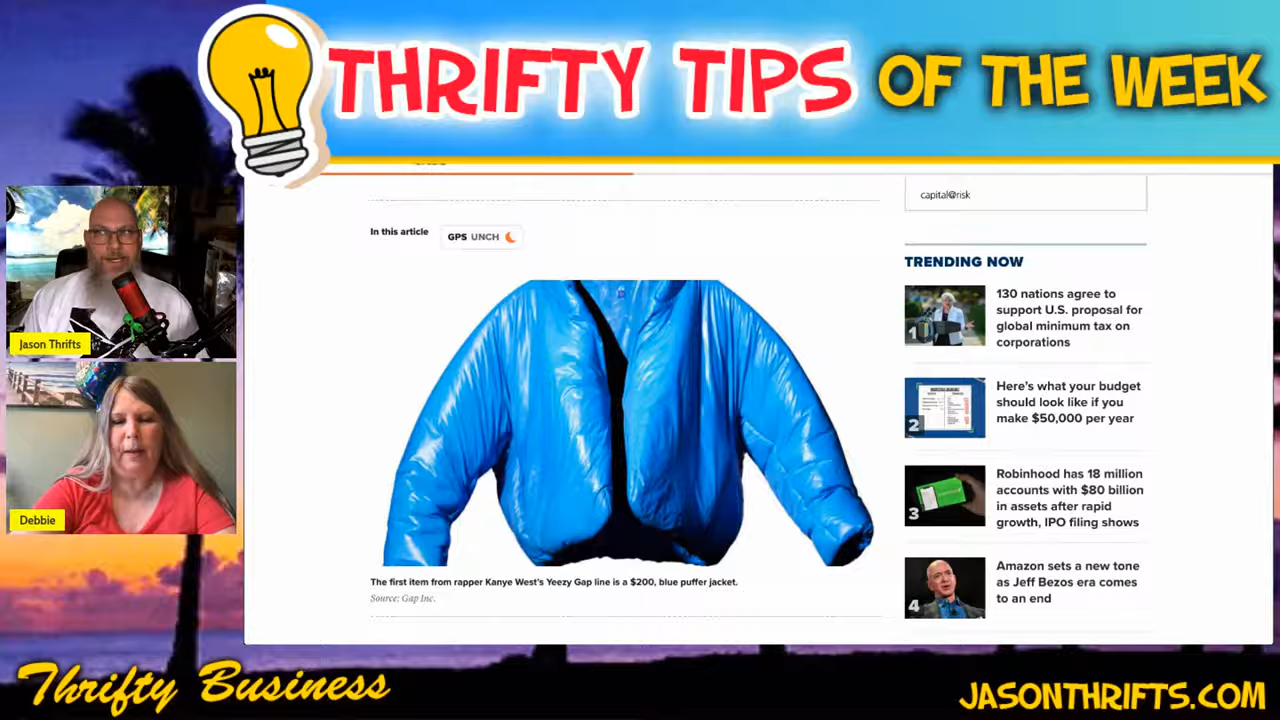 THRIFTY TIPS OF THE WEEK
capital@risk
In this article
GPS UNCH
TRENDING NOW
1
130 nations agree to
support U.S. proposal for
global minimum tax on
corporations
2
Here's what your budget
should look like if you
make $50,000 per year
3
Robinhood has 18 million
accounts with $80 billion
in assets after rapid
growth, IPO filing shows
4
Amazon sets a new tone
as Jeff Bezos era comes
to an end
The first item from rapper Kanye West's Yeezy Gap line is a $200, blue puffer jacket.
Source: Gap Inc.
Jason Thrifts
Debbie
Thrifty Business
JASONTHRIFTS.COM